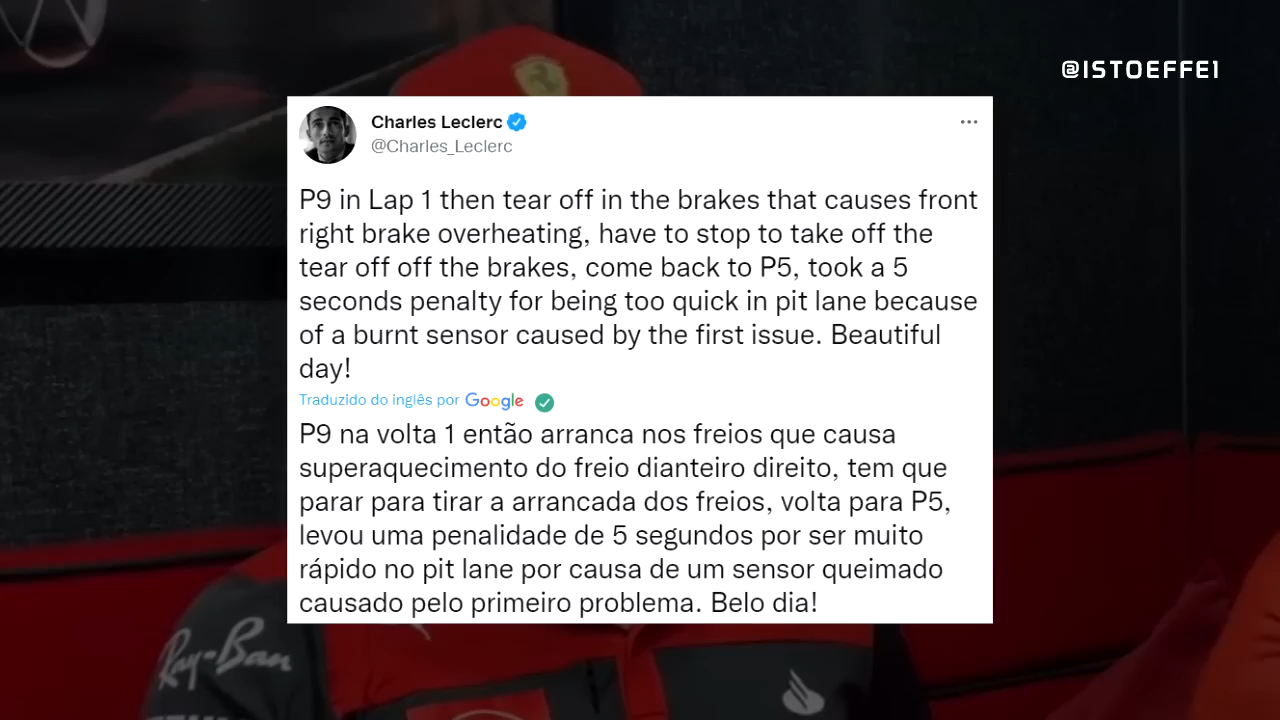 @ISTOEFFE1
Charles Leclerc
@Charles_Leclerc
P9 in Lap 1 then tear off in the brakes that causes front
right brake overheating, have to stop to take off the
tear off off the brakes, come back to P5, took a 5
seconds penalty for being too quick in pit lane because
of a burnt sensor caused by the first issue. Beautiful
day!
Traduzido do inglês por Google
P9 na volta 1 então arranca nos freios que causa
superaquecimento do freio dianteiro direito, tem que
parar para tirar a arrancada dos freios, volta para P5,
levou uma penalidade de 5 segundos por ser muito
rápido no pit lane por causa de um sensor queimado
causado pelo primeiro problema. Belo dia!
Ray-Ban